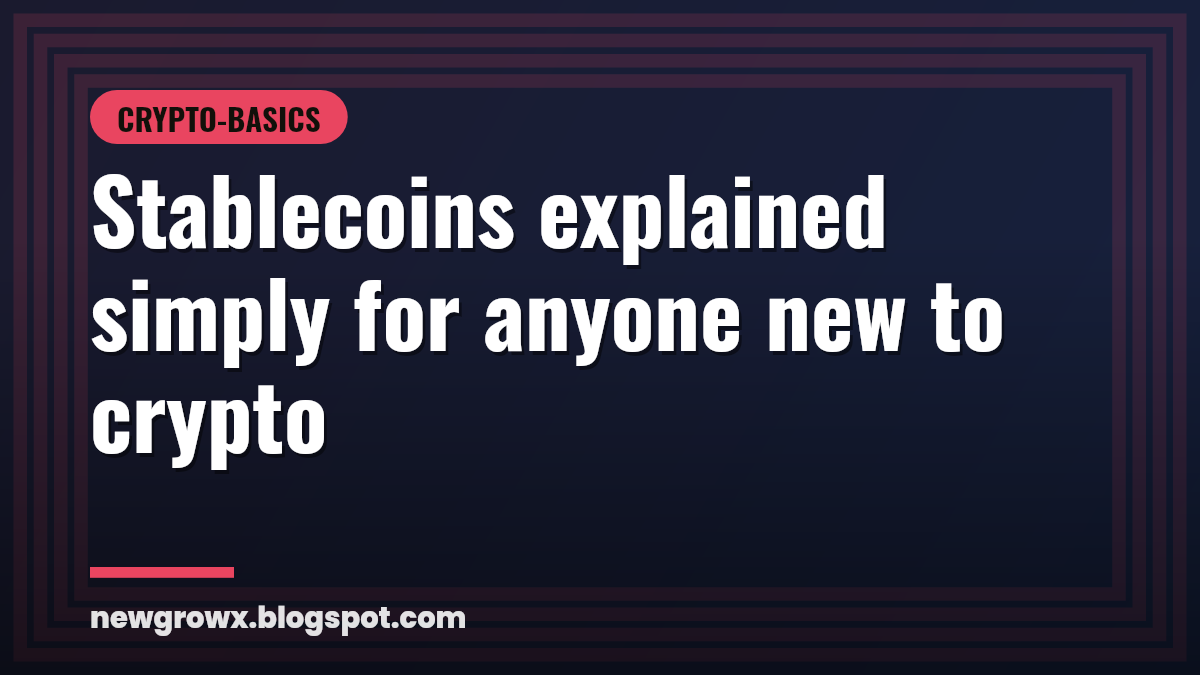 CRYPTO-BASICS
Stablecoins explained
simply for anyone new to
crypto
newgrowx.blogspot.com